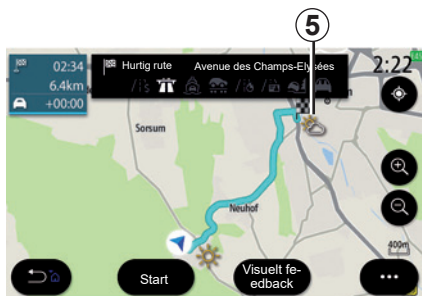 5
02:34
6.4km
+00:00
Hurtig rute
Avenue des Champs-Elysées
2:22
Sorsum
Neuhof
400m
Start
Visuelt fe-
edback